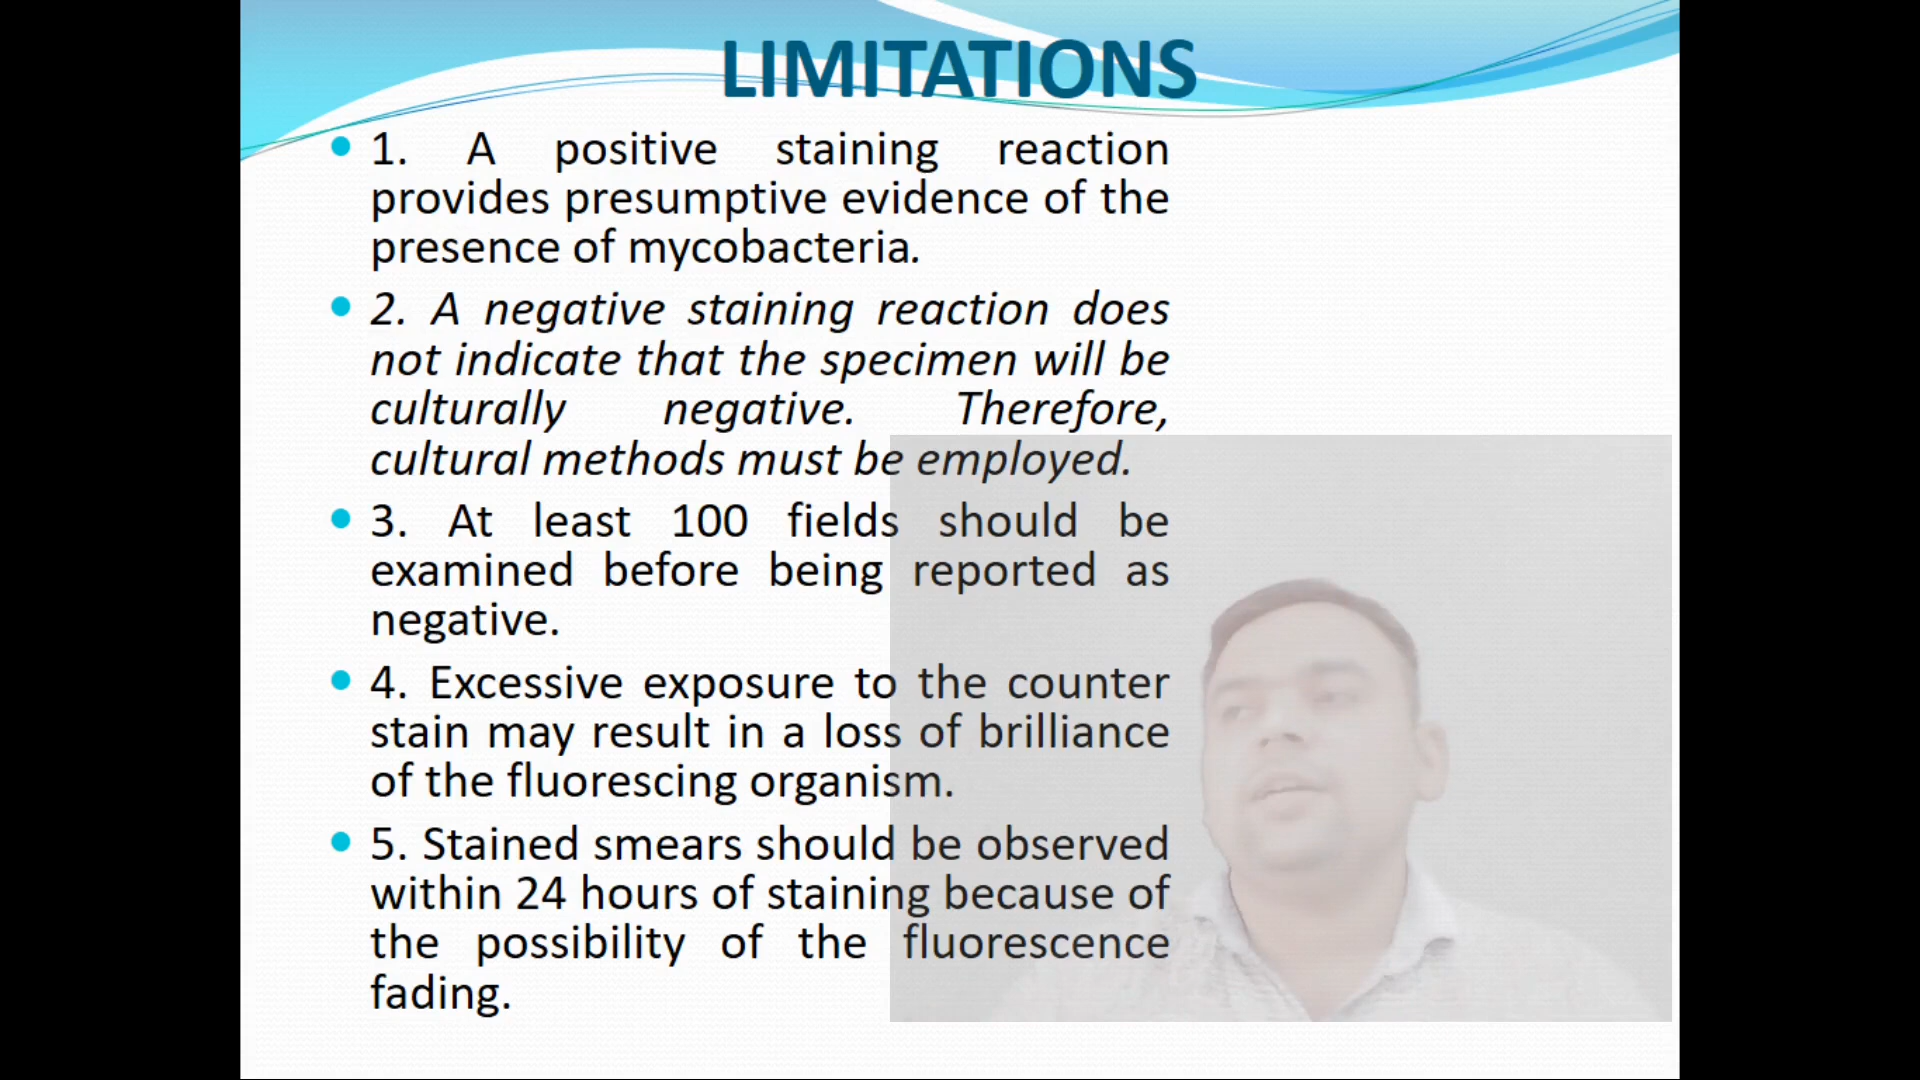 LIMITATIONS
1. A positive staining reaction
provides presumptive evidence of the
presence of mycobacteria.
2. A negative staining reaction does
not indicate that the specimen will be
culturally negative. Therefore,
cultural methods must be employed.
3. At least 100 fields should be
examined before being reported as
negative.
4. Excessive exposure to the counter
stain may result in a loss of brilliance
of the fluorescing organism.
5. Stained smears should be observed
within 24 hours of staining because of
the possibility of the fluorescence
fading.